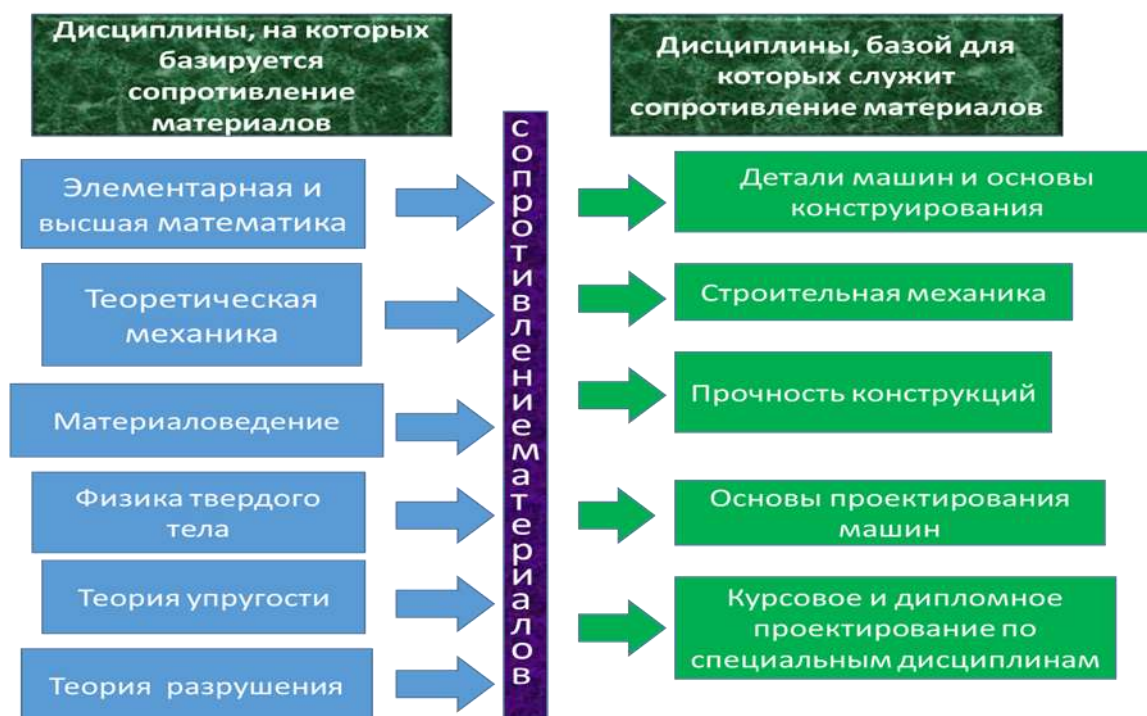 Дисциплины, на которых
базируется
сопротивление
материалов
Дисциплины, базой для
которых служит
сопротивление материалов
Элементарная и
высшая математика
Теоретическая
механика
Материаловедение
Физика твердого
тела
Теория упругости
Теория разрушения
сопротивлениематериалов
Детали машин и основы
конструирования
Строительная механика
Прочность конструкций
Основы проектирования
машин
Курсовое и дипломное
проектирование по
специальным дисциплинам